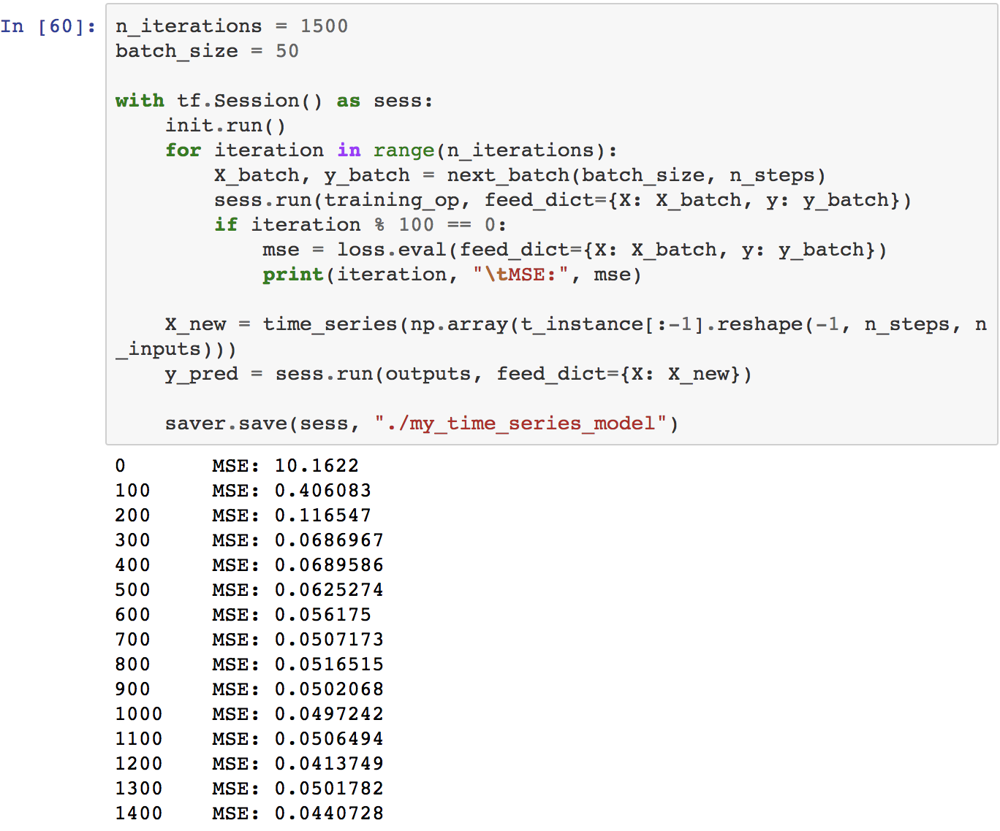 In [60]:
n_iterations = 1500
batch_size = 50
with tf.Session() as sess:
    init.run()
    for iteration in range(n_iterations):
        X_batch, y_batch = next_batch(batch_size, n_steps)
        sess.run(training_op, feed_dict={X: X_batch, y: y_batch})
        if iteration % 100 == 0:
            mse = loss.eval(feed_dict={X: X_batch, y: y_batch})
            print(iteration, "\tMSE:", mse)
    X_new = time_series(np.array(t_instance[:-1].reshape(-1, n_steps, n
_inputs)))
    y_pred = sess.run(outputs, feed_dict={X: X_new})
    saver.save(sess, "./my_time_series_model")
0 MSE: 10.1622
100 MSE: 0.406083
200 MSE: 0.116547
300 MSE: 0.0686967
400 MSE: 0.0689586
500 MSE: 0.0625274
600 MSE: 0.056175
700 MSE: 0.0507173
800 MSE: 0.0516515
900 MSE: 0.0502068
1000 MSE: 0.0497242
1100 MSE: 0.0506494
1200 MSE: 0.0413749
1300 MSE: 0.0501782
1400 MSE: 0.0440728